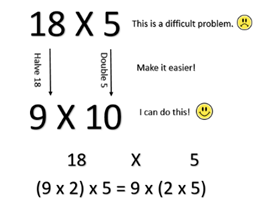 18 X 5 This is a difficult problem.
Halve 18
Double 5
Make it easier!
9 X 10 I can do this!
18 X 5
(9 x 2) x 5 = 9 x (2 x 5)